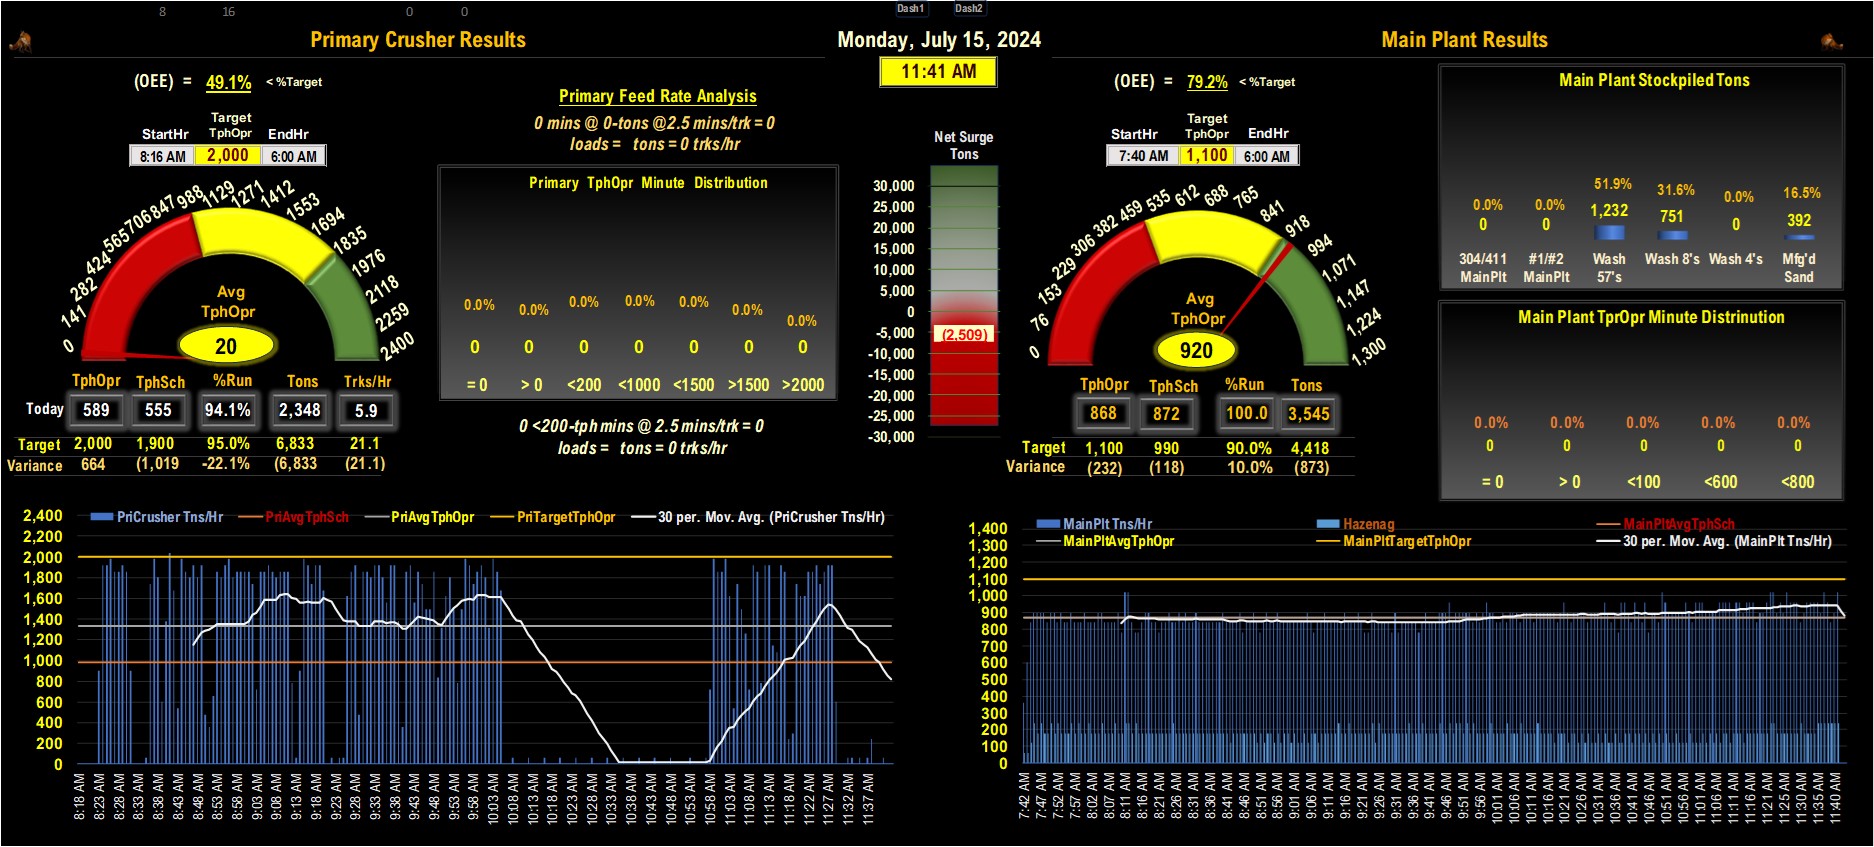 8 16 0 0 Dash1 Dash2
Primary Crusher Results
Monday, July 15, 2024
Main Plant Results
11:41 AM
(OEE) = 49.1% < %Target
Target
StartHr TphOpr EndHr
8:16 AM 2,000 6:00 AM
0 141 282 424 565 706 847 988 1129 1271 1412 1553 1694 1835 1976 2118 2259 2400
Avg
TphOpr
20
TphOpr TphSch %Run Tons Trks/Hr
Today 589 555 94.1% 2,348 5.9
Target 2,000 1,900 95.0% 6,833 21.1
Variance 664 (1,019 -22.1% (6,833 (21.1)
Primary Feed Rate Analysis
0 mins @ 0-tons @2.5 mins/trk = 0
loads = tons = 0 trks/hr
Primary TphOpr Minute Distribution
0.0% 0.0% 0.0% 0.0% 0.0% 0.0% 0.0%
0 0 0 0 0 0 0
= 0 > 0 <200 <1000 <1500 >1500 >2000
0 <200-tph mins @ 2.5 mins/trk = 0
loads = tons = 0 trks/hr
Net Surge
Tons
30,000
25,000
20,000
15,000
10,000
5,000
0
-5,000
(2,509)
-10,000
-15,000
-20,000
-25,000
-30,000
(OEE) = 79.2% < %Target
Target
StartHr TphOpr EndHr
7:40 AM 1,100 6:00 AM
0 76 153 229 306 382 459 535 612 688 765 841 918 994 1,071 1,147 1,224 1,300
Avg
TphOpr
920
TphOpr TphSch %Run Tons
868 872 100.0 3,545
Target 1,100 990 90.0% 4,418
Variance (232) (118) 10.0% (873)
Main Plant Stockpiled Tons
0.0% 0.0% 51.9% 31.6% 0.0% 16.5%
0 0 1,232 751 0 392
304/411 #1/#2 Wash Wash 8's Wash 4's Mfg'd
MainPlt MainPlt 57's Sand
Main Plant TprOpr Minute Distrinution
0.0% 0.0% 0.0% 0.0% 0.0%
0 0 0 0 0
= 0 > 0 <100 <600 <800
PriCrusher Tns/Hr PriAvgTphSch PriAvgTphOpr PriTargetTphOpr 30 per. Mov. Avg. (PriCrusher Tns/Hr)
2,400
2,200
2,000
1,800
1,600
1,400
1,200
1,000
800
600
400
200
0
8:18 AM 8:23 AM 8:28 AM 8:33 AM 8:38 AM 8:43 AM 8:48 AM 8:53 AM 8:58 AM 9:03 AM 9:08 AM 9:13 AM 9:18 AM 9:23 AM 9:28 AM 9:33 AM 9:38 AM 9:43 AM 9:48 AM 9:53 AM 9:58 AM 10:03 AM 10:08 AM 10:13 AM 10:18 AM 10:23 AM 10:28 AM 10:33 AM 10:38 AM 10:43 AM 10:48 AM 10:53 AM 10:58 AM 11:03 AM 11:08 AM 11:13 AM 11:18 AM 11:22 AM 11:27 AM 11:32 AM 11:37 AM
MainPlt Tns/Hr Hazenag MainPltAvgTphSch
MainPltAvgTphOpr MainPltTargetTphOpr 30 per. Mov. Avg. (MainPlt Tns/Hr)
1,400
1,300
1,200
1,100
1,000
900
800
700
600
500
400
300
200
100
0
7:42 AM 7:47 AM 7:52 AM 7:57 AM 8:02 AM 8:07 AM 8:11 AM 8:16 AM 8:21 AM 8:26 AM 8:31 AM 8:36 AM 8:41 AM 8:46 AM 8:51 AM 8:56 AM 9:01 AM 9:06 AM 9:11 AM 9:16 AM 9:21 AM 9:26 AM 9:31 AM 9:36 AM 9:41 AM 9:46 AM 9:51 AM 9:56 AM 10:01 AM 10:06 AM 10:11 AM 10:16 AM 10:21 AM 10:26 AM 10:31 AM 10:36 AM 10:41 AM 10:46 AM 10:51 AM 10:56 AM 11:01 AM 11:06 AM 11:11 AM 11:16 AM 11:21 AM 11:25 AM 11:30 AM 11:35 AM 11:40 AM